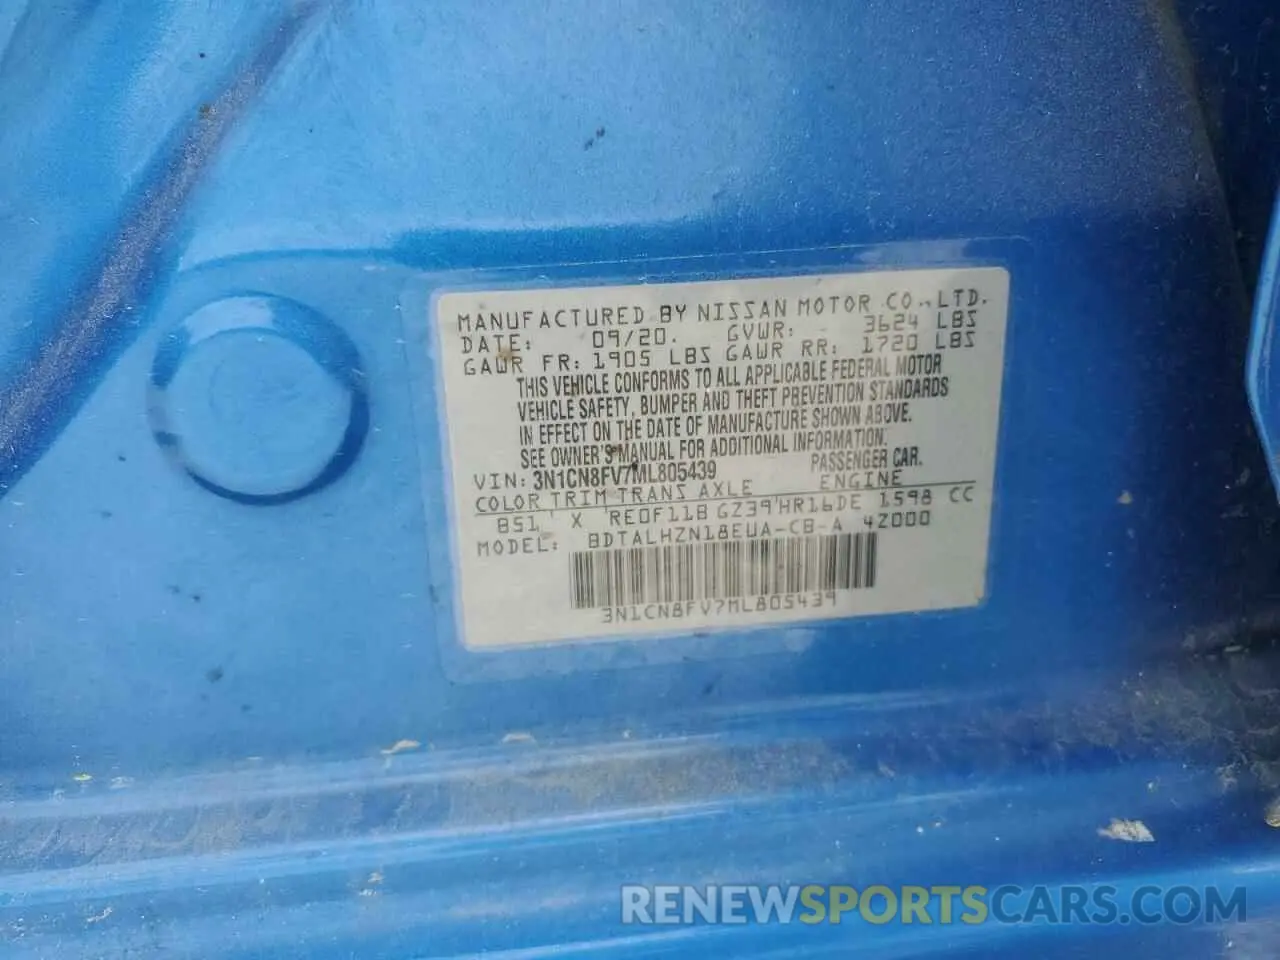 MANUFACTURED BY NISSAN MOTOR CO., LTD.
DATE: 09/20. GVWR: 3624 LBS
GAWR FR: 1905 LBS GAWR RR: 1720 LBS
THIS VEHICLE CONFORMS TO ALL APPLICABLE FEDERAL MOTOR
VEHICLE SAFETY, BUMPER AND THEFT PREVENTION STANDARDS
IN EFFECT ON THE DATE OF MANUFACTURE SHOWN ABOVE.
SEE OWNER'S MANUAL FOR ADDITIONAL INFORMATION.
VIN: 3N1CN8FV7ML805439 PASSENGER CAR.
COLOR TRIM TRANS AXLE ENGINE
B51 X RE0F11B GZ39 HR16DE 1598 CC
MODEL: BDTALHZN18EUA-CB-A 4Z000
3N1CN8FV7ML805439
RENEWSPORTSCARS.COM